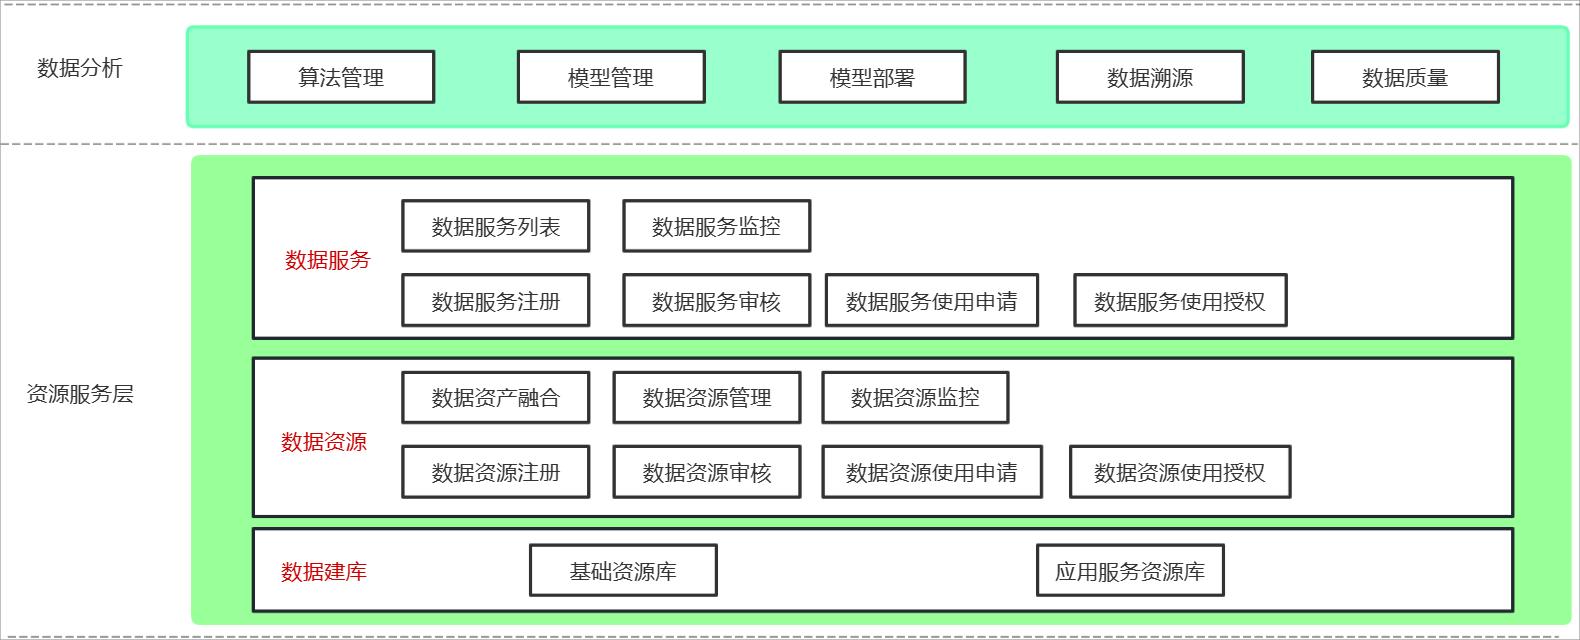 数据分析
算法管理
模型管理
模型部署
数据溯源
数据质量
资源服务层
数据服务
数据服务列表
数据服务监控
数据服务注册
数据服务审核
数据服务使用申请
数据服务使用授权
数据资源
数据资产融合
数据资源管理
数据资源监控
数据资源注册
数据资源审核
数据资源使用申请
数据资源使用授权
数据建库
基础资源库
应用服务资源库